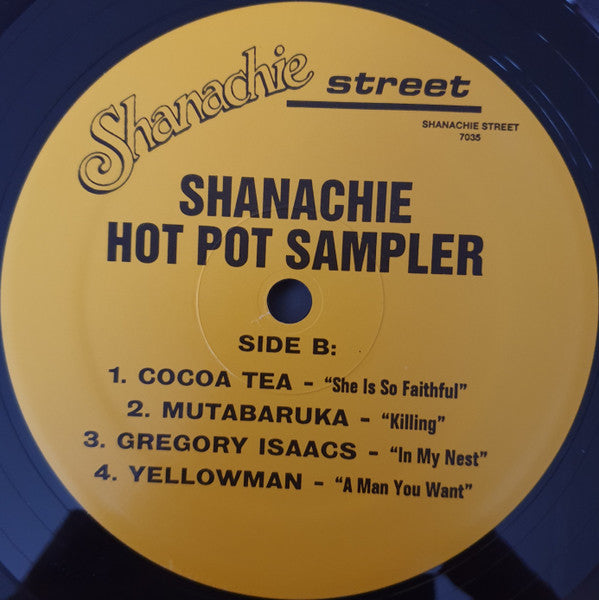 Shanachie street
SHANACHIE STREET
7035
SHANACHIE
HOT POT SAMPLER
SIDE B:
1. COCOA TEA – “She Is So Faithful”
2. MUTABARUKA – “Killing”
3. GREGORY ISAACS – “In My Nest”
4. YELLOWMAN – “A Man You Want”